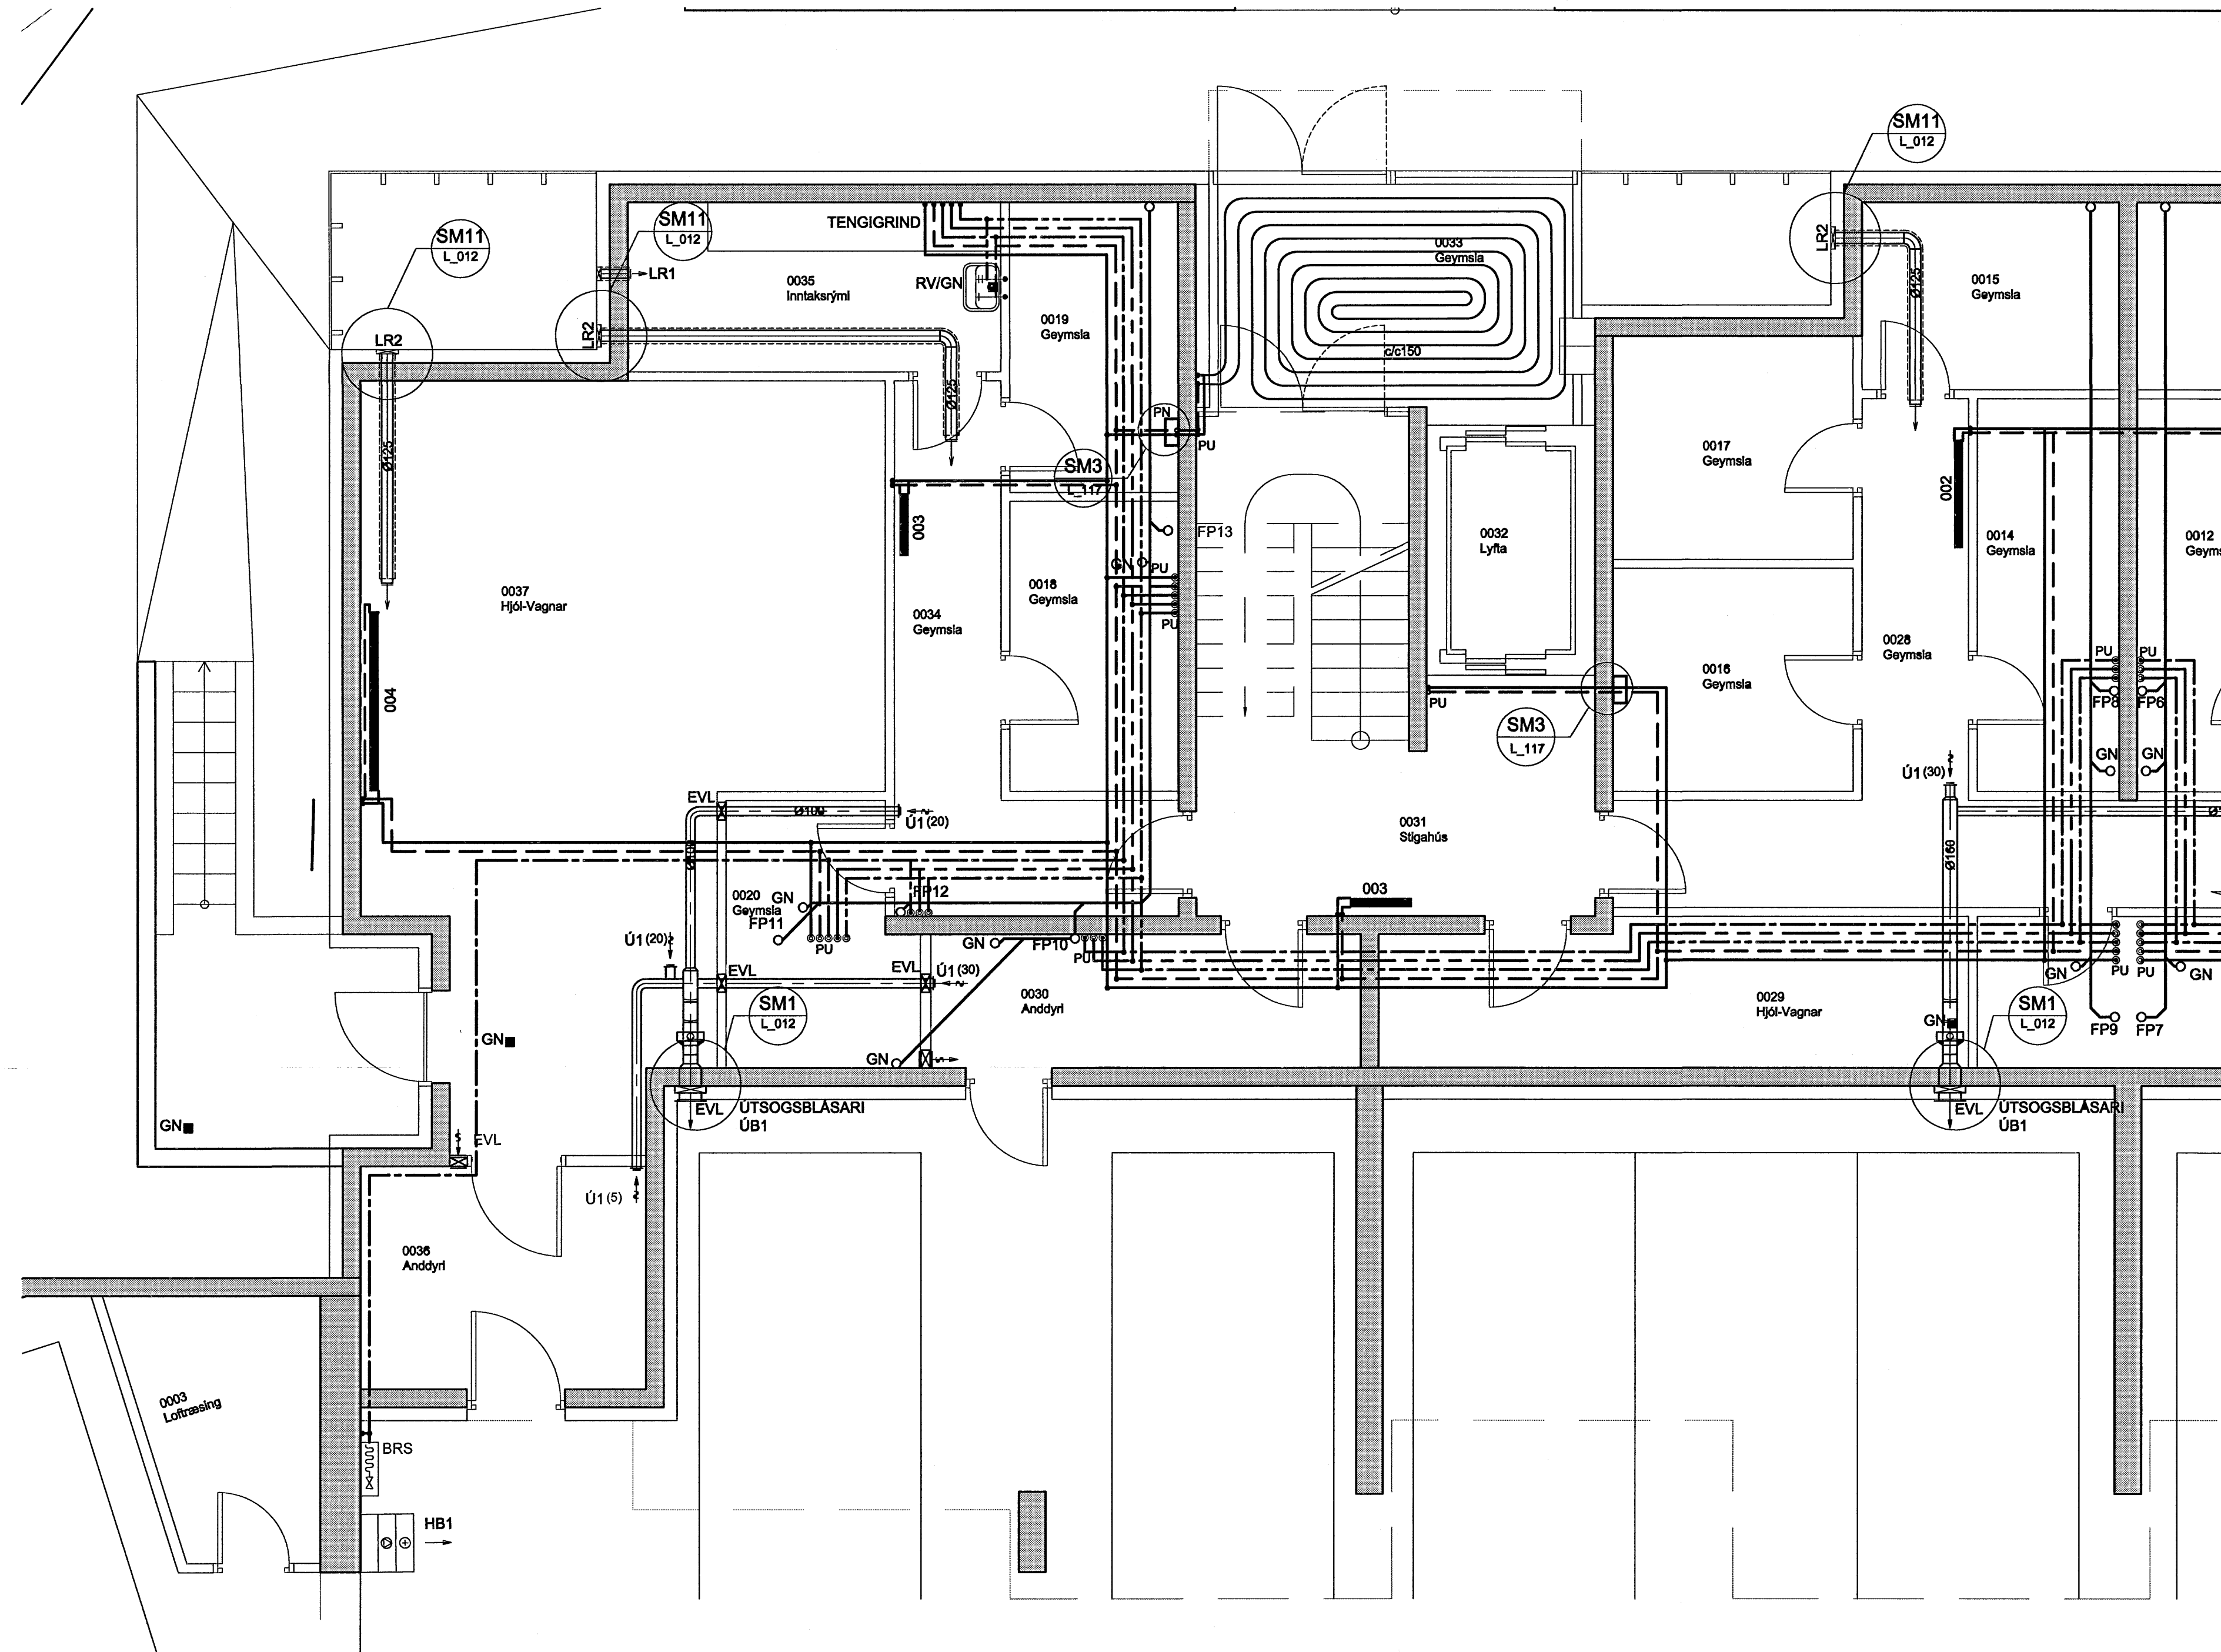 SM11
L_012
SM11
L_012
SM11
L_012
TENGIGRIND
0033
Geymsla
LR2
LR1
0035
Inntaksrými
RV/GN
0015
Geymsla
Ø125
0019
Geymsla
LR2
LR2
c/c150
Ø125
Ø125
PN
PU
SM3
L_117
0017
Geymsla
003
002
FP13
0032
Lyfta
0014
Geymsla
0012
GN
PU
0037
Hjól-Vagnar
0018
Geymsla
0034
Geymsla
PU
0028
Geymsla
PU
PU
004
0016
Geymsla
PU
FP8
FP6
SM3
L_117
GN
GN
Ú1 (30)
EVL
Ø100
Ú1 (20)
0031
Stigahús
Ø160
003
0020
Geymsla
GN
FP12
FP11
PU
Ú1 (20)
GN
FP10
PU
EVL
EVL
Ú1 (30)
GN
PU
PU
GN
SM1
L_012
0030
Anddyri
0029
Hjól-Vagnar
SM1
L_012
GN
FP9
FP7
GN
GN
EVL
ÚTSOGSBLÁSARI
ÚB1
EVL
ÚTSOGSBLÁSARI
ÚB1
GN
EVL
Ú1 (5)
0036
Anddyri
0003
Loftræsing
BRS
HB1